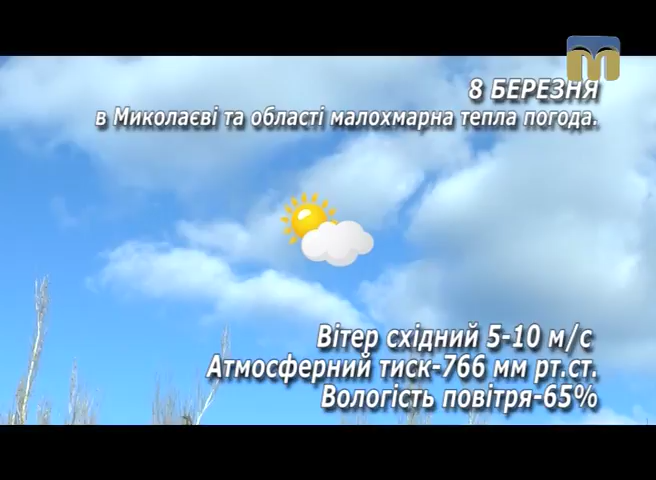 8 БЕРЕЗНЯ
в Миколаєві та області малохмарна тепла погода.
Вітер східний 5-10 м/с
Атмосферний тиск-766 мм рт.ст.
Вологість повітря-65%